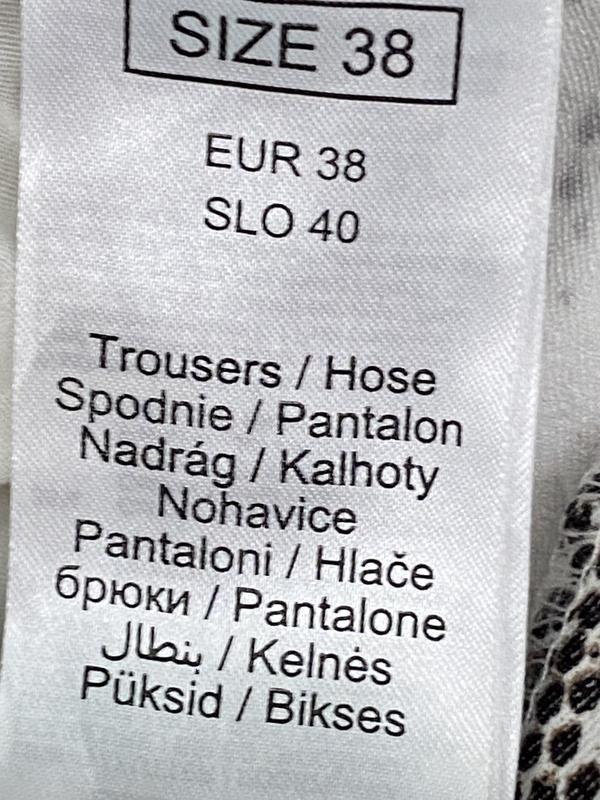 SIZE 38
EUR 38
SLO 40
Trousers / Hose
Spodnie / Pantalon
Nadrág / Kalhoty
Nohavice
Pantaloni / Hlače
брюки / Pantalone
بنطال / Kelnės
Püksid / Bikses